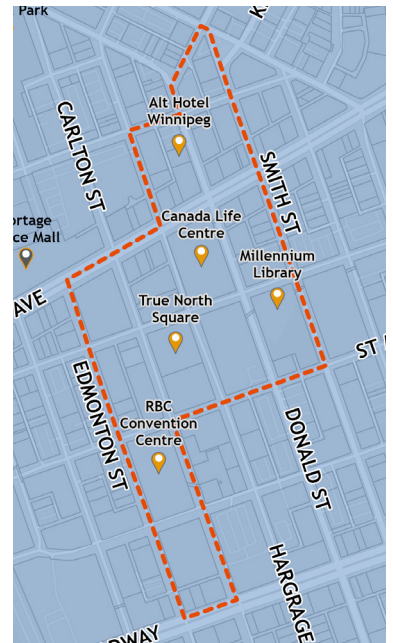 Park
K
CARLTON ST
Alt Hotel
Winnipeg
SMITH ST
ortage
ce Mall
Canada Life
Centre
Millennium
Library
AVE
True North
Square
ST
EDMONTON ST
RBC
Convention
Centre
DONALD ST
HARGRAGE
DWAY